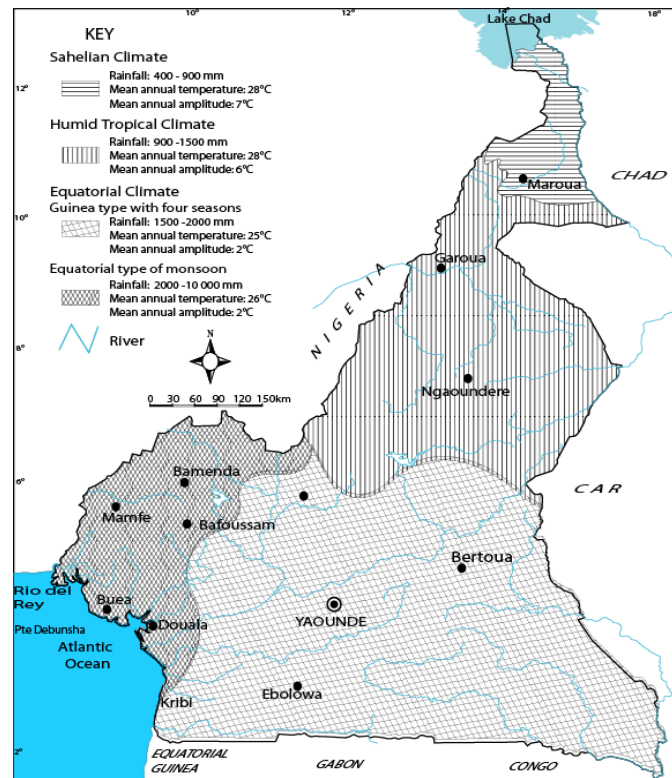 10° 12° 14° 16°
Lake Chad
KEY
Sahelian Climate
Rainfall: 400 - 900 mm
Mean annual temperature: 28°C
Mean annual amplitude: 7°C
Humid Tropical Climate
Rainfall: 900 -1500 mm
Mean annual temperature: 28°C
Mean annual amplitude: 6°C
Equatorial Climate
Guinea type with four seasons
Rainfall: 1500 -2000 mm
Mean annual temperature: 25°C
Mean annual amplitude: 2°C
Equatorial type of monsoon
Rainfall: 2000 -10 000 mm
Mean annual temperature: 26°C
Mean annual amplitude: 2°C
River
N
0 30 50 90 120 150km
12°
10°
8°
6°
2°
CHAD
Maroua
Garoua
NIGERIA
Ngaoundere
CAR
Bamenda
Mamfe
Bafoussam
Bertoua
Rio del
Rey
Buea
Douala
YAOUNDE
Pte Debunsha
Atlantic
Ocean
Kribi
Ebolowa
EQUATORIAL
GUINEA
GABON
CONGO